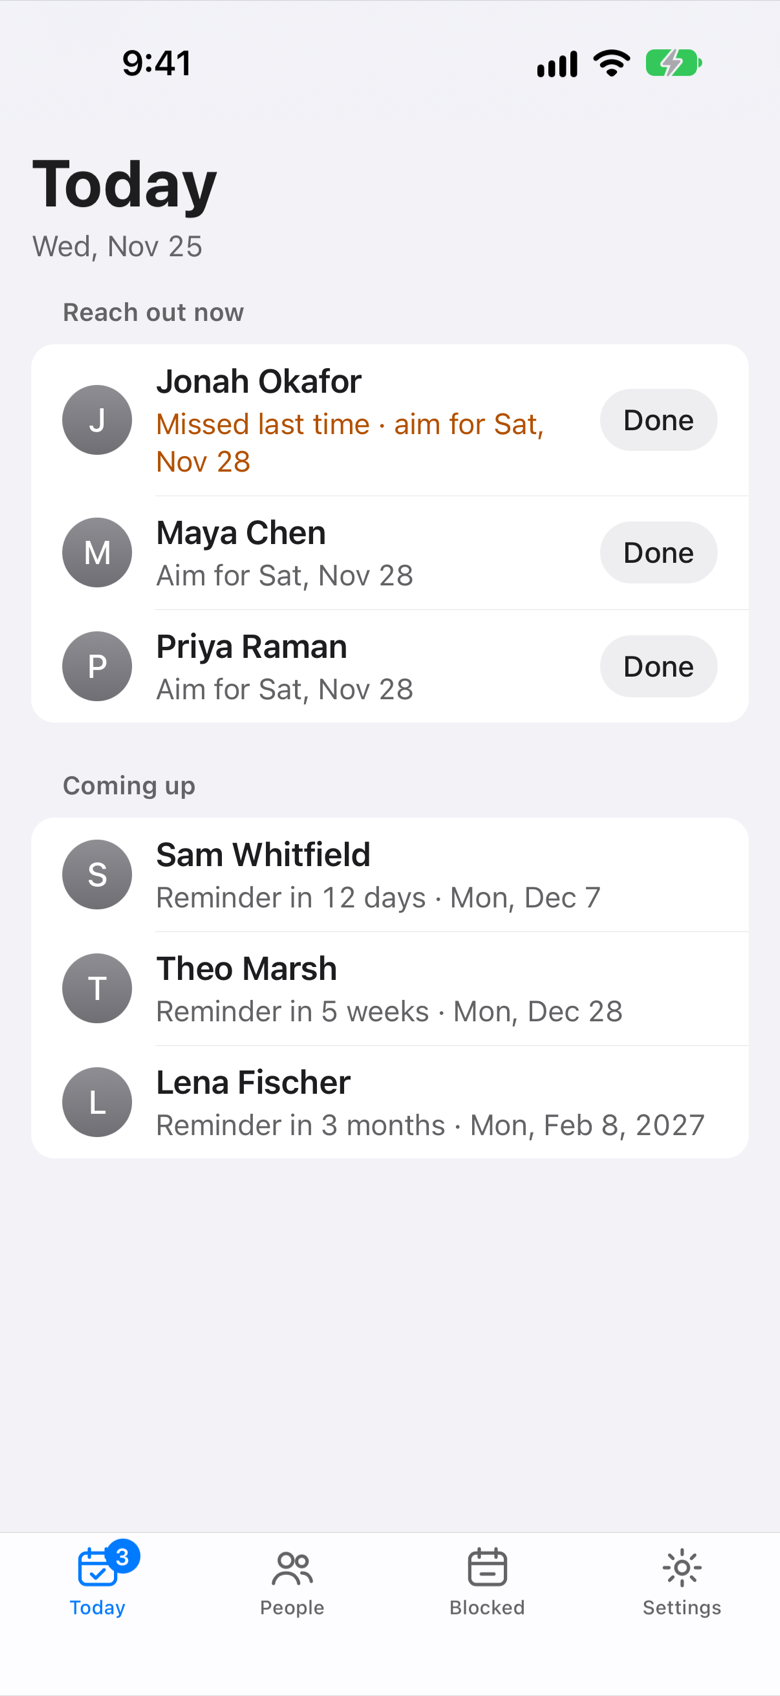 9:41
Today
Wed, Nov 25
Reach out now
J
Jonah Okafor
Missed last time · aim for Sat,
Nov 28
Done
M
Maya Chen
Aim for Sat, Nov 28
Done
P
Priya Raman
Aim for Sat, Nov 28
Done
Coming up
S
Sam Whitfield
Reminder in 12 days · Mon, Dec 7
T
Theo Marsh
Reminder in 5 weeks · Mon, Dec 28
L
Lena Fischer
Reminder in 3 months · Mon, Feb 8, 2027
3
Today
People
Blocked
Settings